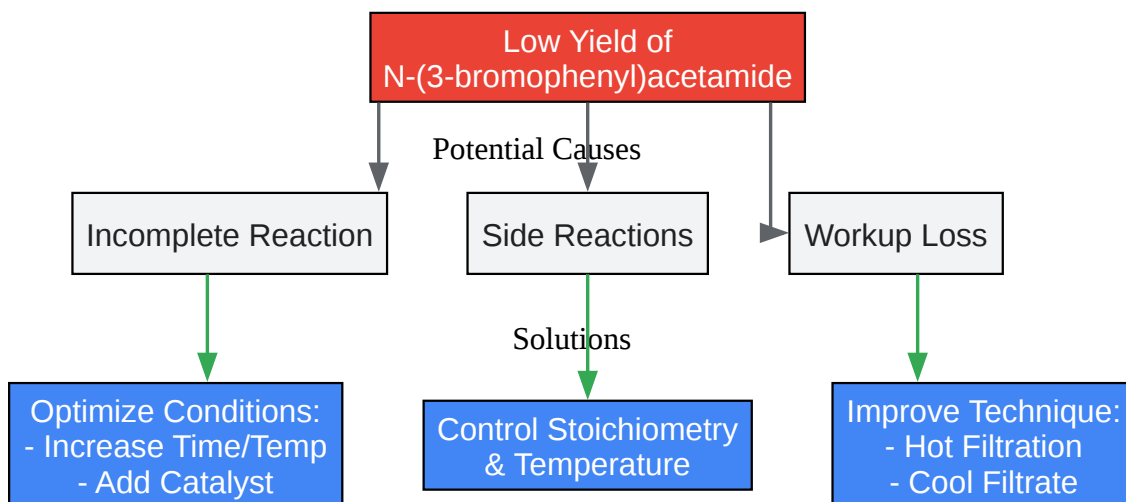 Low Yield of
N-(3-bromophenyl)acetamide
Potential Causes
Incomplete Reaction
Side Reactions
Workup Loss
Solutions
Optimize Conditions:
- Increase Time/Temp
- Add Catalyst
Control Stoichiometry
& Temperature
Improve Technique:
- Hot Filtration
- Cool Filtrate